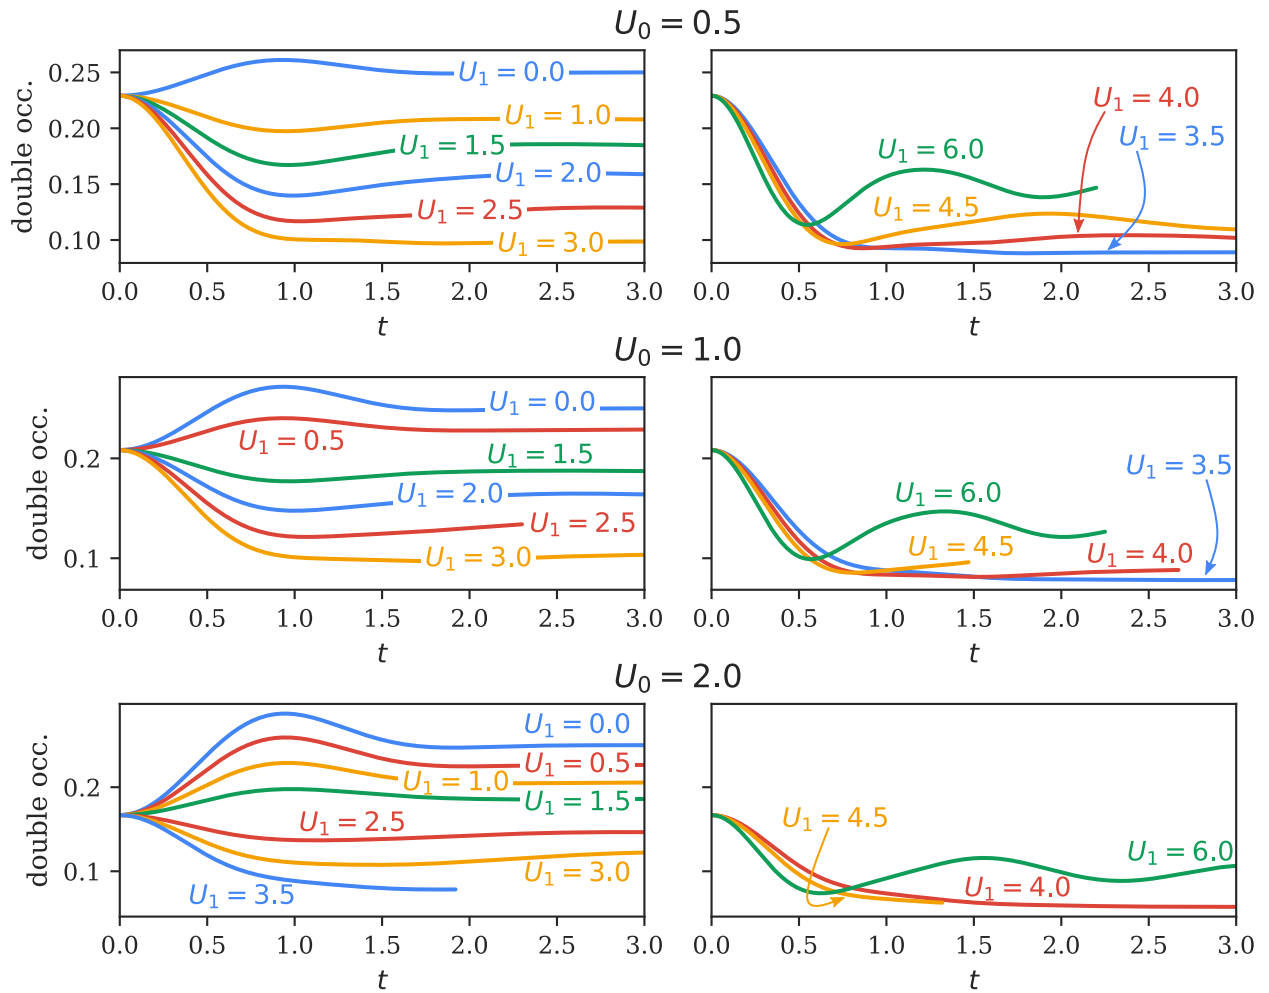 U₀ = 0.5
double occ.
0.25
0.20
0.15
0.10
U₁ = 0.0
U₁ = 1.0
U₁ = 1.5
U₁ = 2.0
U₁ = 2.5
U₁ = 3.0
0.0 0.5 1.0 1.5 2.0 2.5 3.0
t
U₁ = 4.0
U₁ = 3.5
U₁ = 6.0
U₁ = 4.5
0.0 0.5 1.0 1.5 2.0 2.5 3.0
t
U₀ = 1.0
double occ.
0.2
0.1
U₁ = 0.0
U₁ = 0.5
U₁ = 1.5
U₁ = 2.0
U₁ = 2.5
U₁ = 3.0
0.0 0.5 1.0 1.5 2.0 2.5 3.0
t
U₁ = 3.5
U₁ = 6.0
U₁ = 4.5
U₁ = 4.0
0.0 0.5 1.0 1.5 2.0 2.5 3.0
t
U₀ = 2.0
double occ.
0.2
0.1
U₁ = 0.0
U₁ = 0.5
U₁ = 1.0
U₁ = 1.5
U₁ = 2.5
U₁ = 3.0
U₁ = 3.5
0.0 0.5 1.0 1.5 2.0 2.5 3.0
t
U₁ = 4.5
U₁ = 6.0
U₁ = 4.0
0.0 0.5 1.0 1.5 2.0 2.5 3.0
t